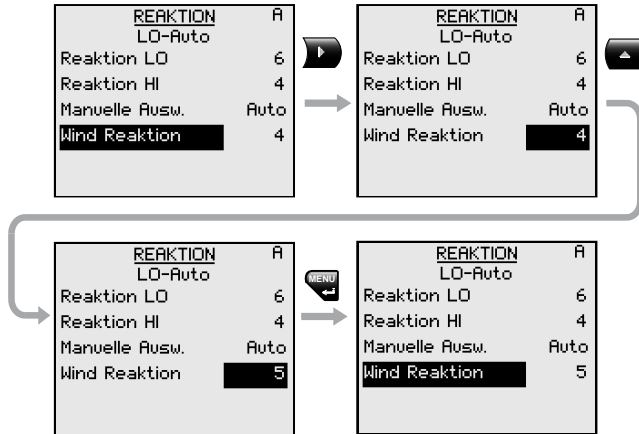 REAKTION A
LO-Auto
Reaktion LO 6
Reaktion HI 4
Manuelle Ausw. Auto
Wind Reaktion 4
REAKTION A
LO-Auto
Reaktion LO 6
Reaktion HI 4
Manuelle Ausw. Auto
Wind Reaktion 4
REAKTION A
LO-Auto
Reaktion LO 6
Reaktion HI 4
Manuelle Ausw. Auto
Wind Reaktion 5
MENU
REAKTION A
LO-Auto
Reaktion LO 6
Reaktion HI 4
Manuelle Ausw. Auto
Wind Reaktion 5